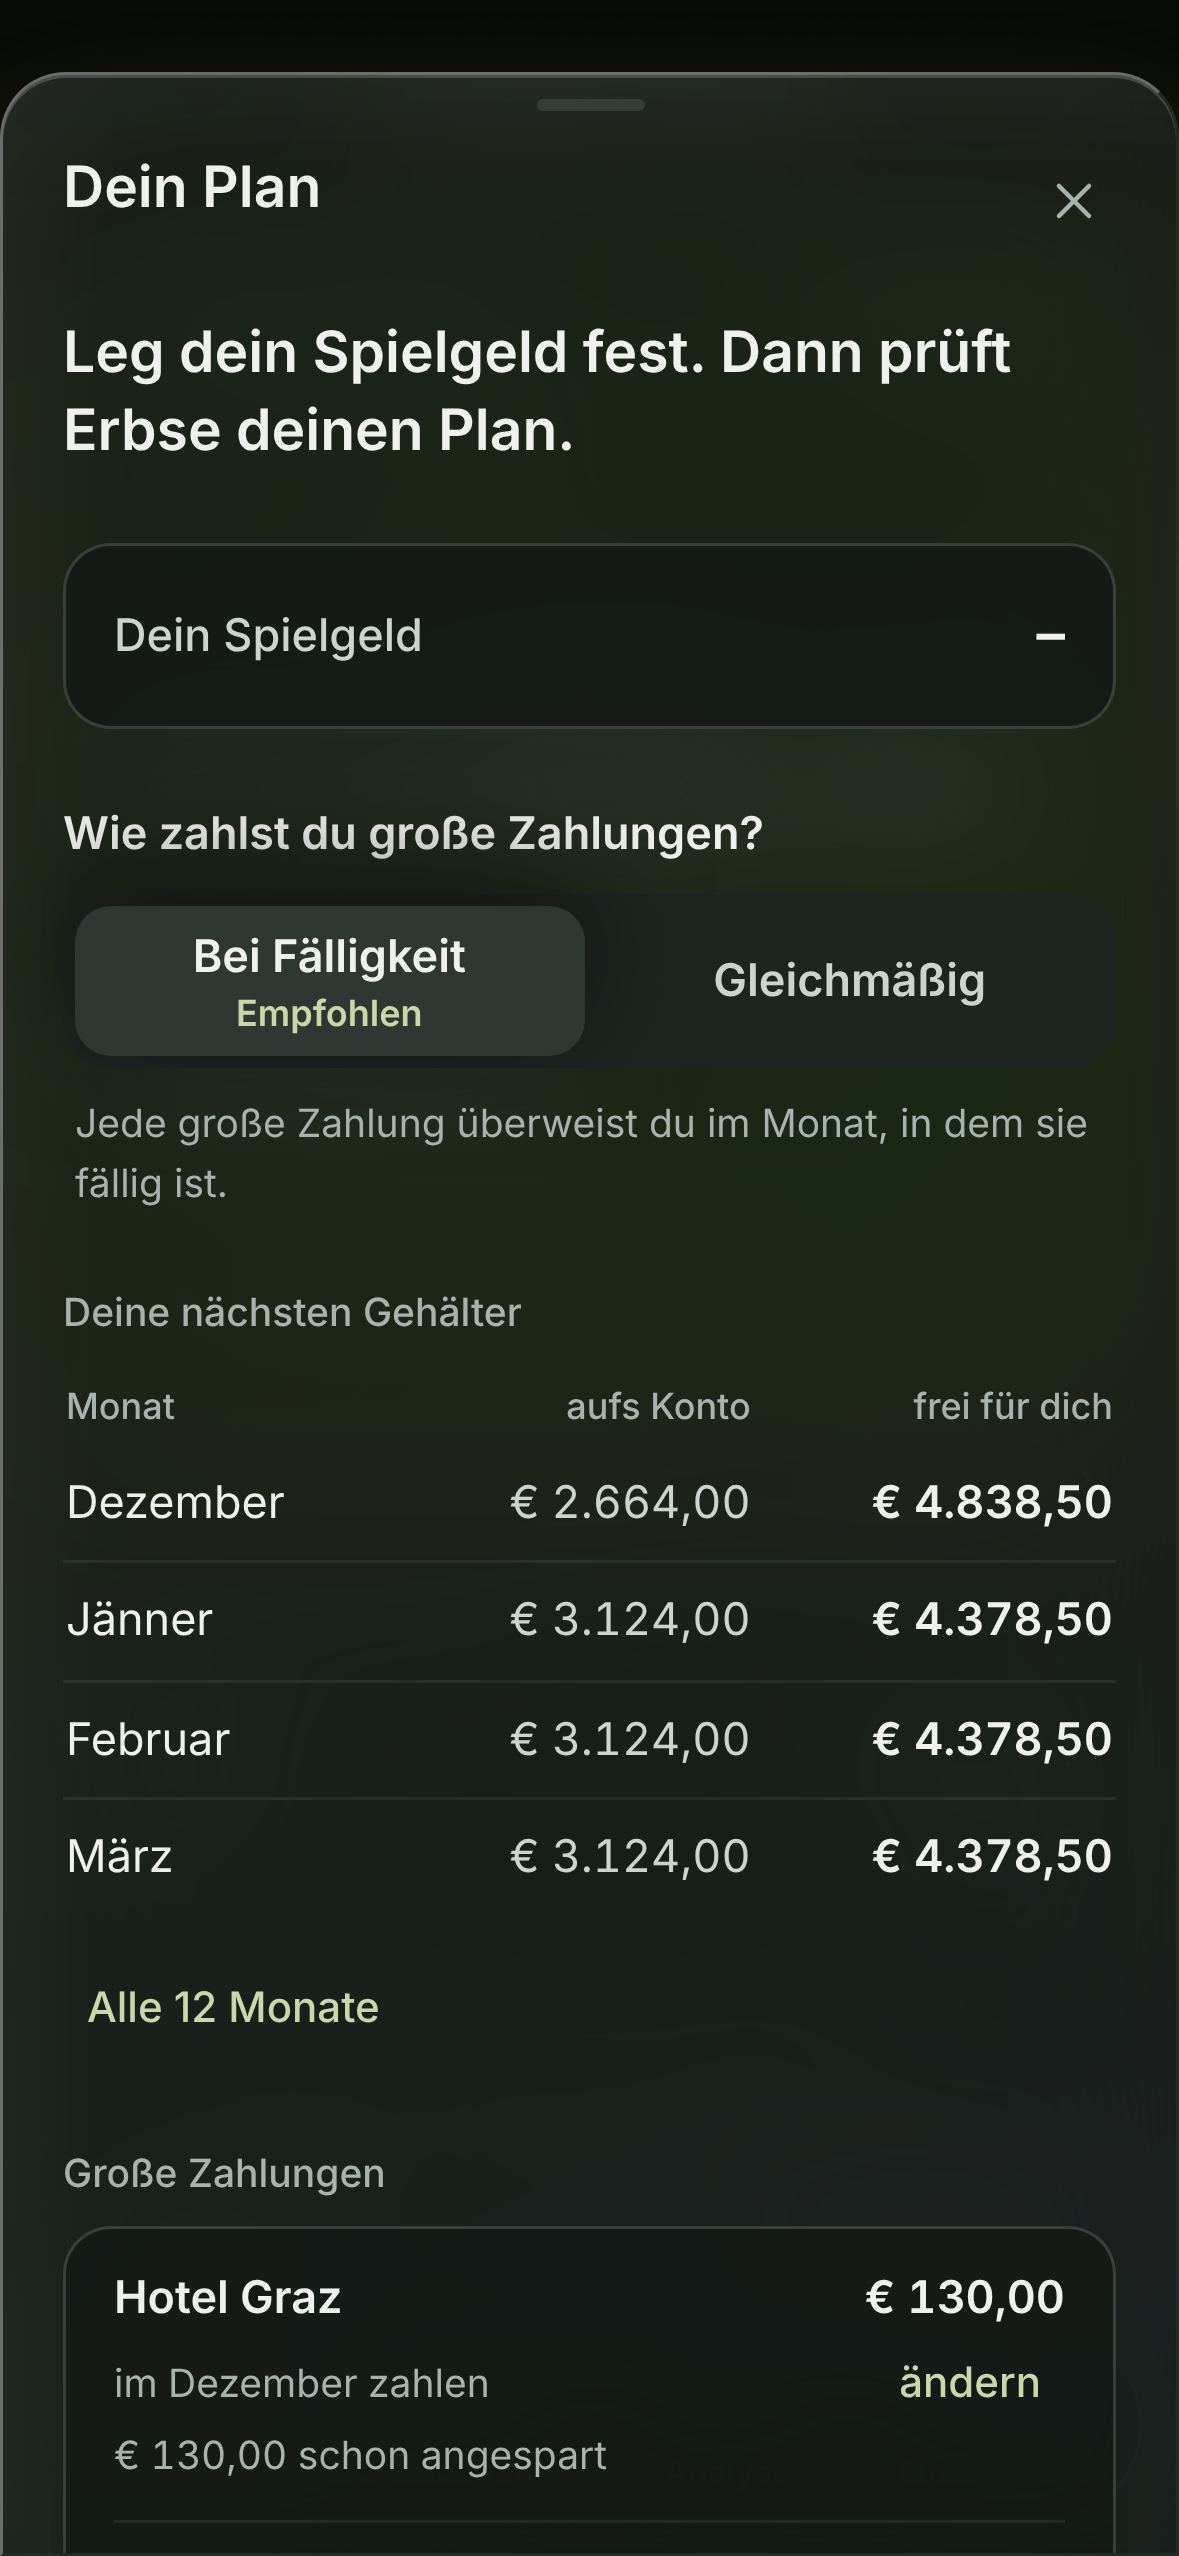 Dein Plan
Leg dein Spielgeld fest. Dann prüft
Erbse deinen Plan.
Dein Spielgeld –
Wie zahlst du große Zahlungen?
Bei Fälligkeit
Empfohlen
Gleichmäßig
Jede große Zahlung überweist du im Monat, in dem sie
fällig ist.
Deine nächsten Gehälter
Monat aufs Konto frei für dich
Dezember € 2.664,00 € 4.838,50
Jänner € 3.124,00 € 4.378,50
Februar € 3.124,00 € 4.378,50
März € 3.124,00 € 4.378,50
Alle 12 Monate
Große Zahlungen
Hotel Graz € 130,00
im Dezember zahlen ändern
€ 130,00 schon angespart